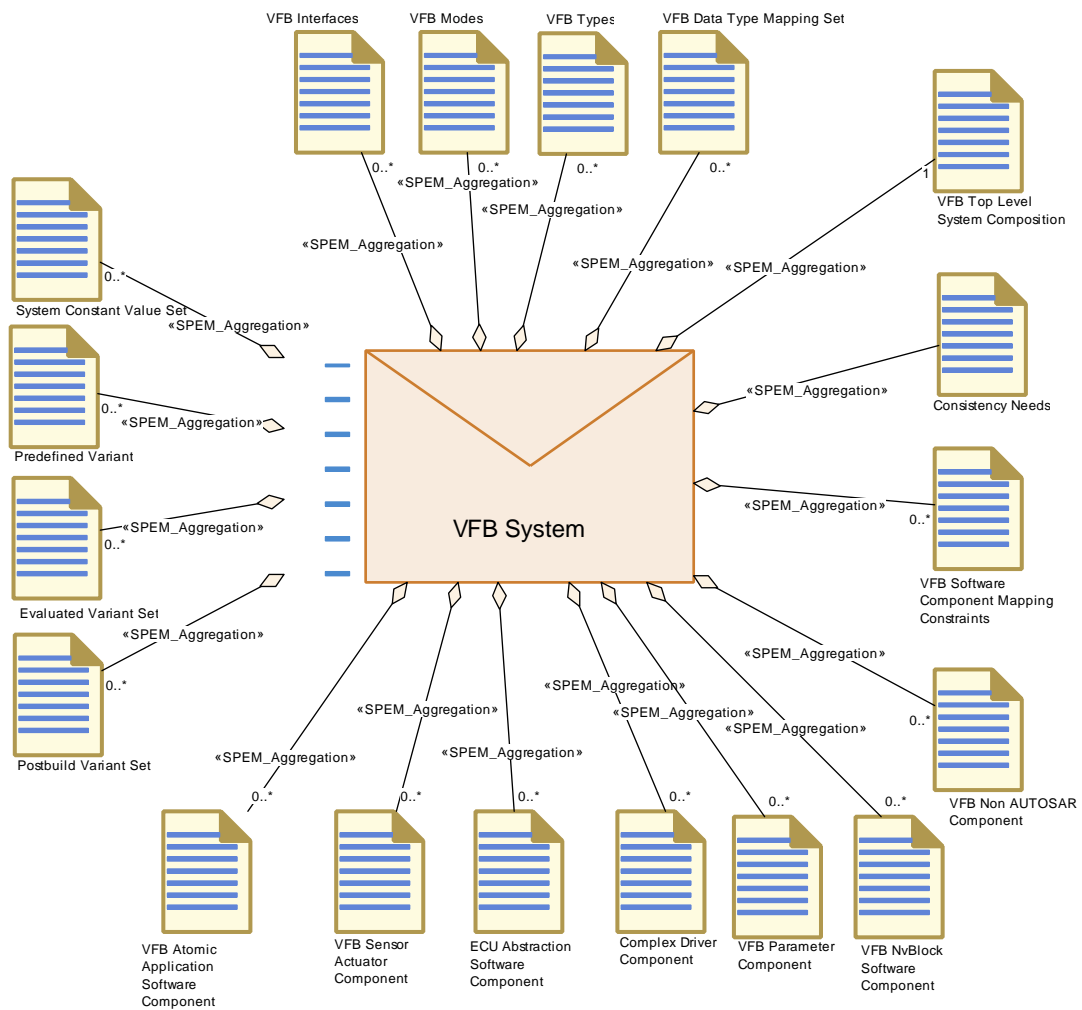 VFB Interfaces
VFB Modes
VFB Types
VFB Data Type Mapping Set
0..*
0..*
0..*
0..*
«SPEM_Aggregation»
«SPEM_Aggregation»
«SPEM_Aggregation»
«SPEM_Aggregation»
1
VFB Top Level
System Composition
«SPEM_Aggregation»
0..*
System Constant Value Set
«SPEM_Aggregation»
0..*
Predefined Variant
«SPEM_Aggregation»
«SPEM_Aggregation»
Consistency Needs
0..*
Evaluated Variant Set
«SPEM_Aggregation»
«SPEM_Aggregation»
0..*
VFB Software
Component Mapping
Constraints
VFB System
0..*
Postbuild Variant Set
«SPEM_Aggregation»
«SPEM_Aggregation»
0..*
VFB Non AUTOSAR
Component
«SPEM_Aggregation»
«SPEM_Aggregation»
«SPEM_Aggregation»
«SPEM_Aggregation»
«SPEM_Aggregation»
«SPEM_Aggregation»
0..*
0..*
0..*
0..*
0..*
0..*
VFB Atomic
Application
Software
Component
VFB Sensor
Actuator
Component
ECU Abstraction
Software
Component
Complex Driver
Component
VFB Parameter
Component
VFB NvBlock
Software
Component